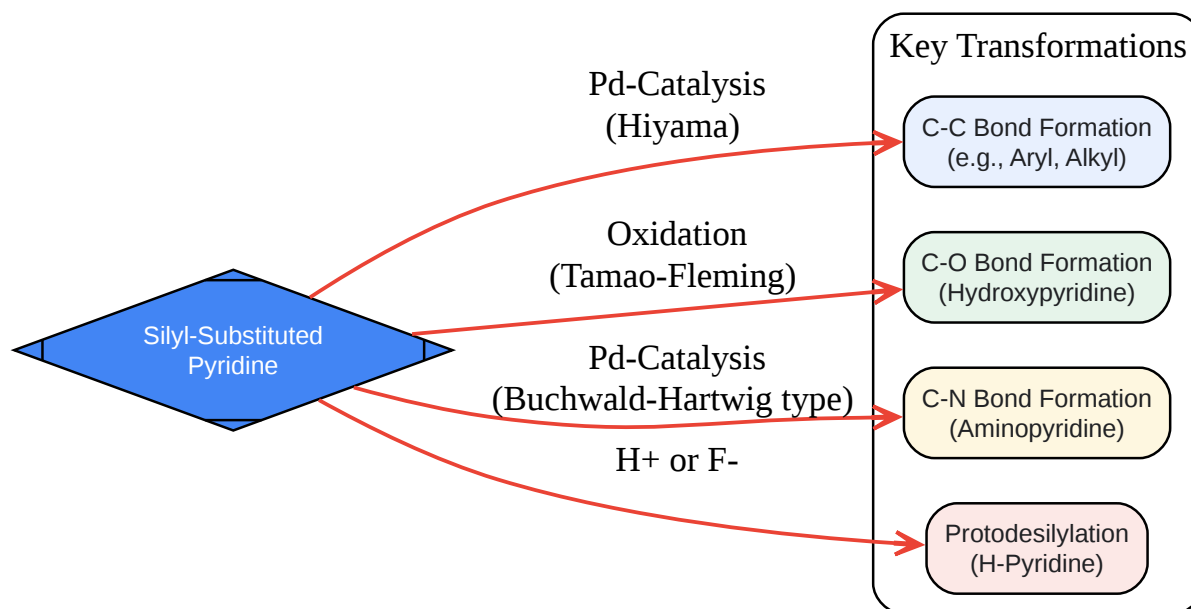 Key Transformations
Pd-Catalysis
(Hiyama)
C-C Bond Formation
(e.g., Aryl, Alkyl)
Oxidation
(Tamao-Fleming)
C-O Bond Formation
(Hydroxypyridine)
Silyl-Substituted
Pyridine
Pd-Catalysis
(Buchwald-Hartwig type)
C-N Bond Formation
(Aminopyridine)
H+ or F-
Protodesilylation
(H-Pyridine)